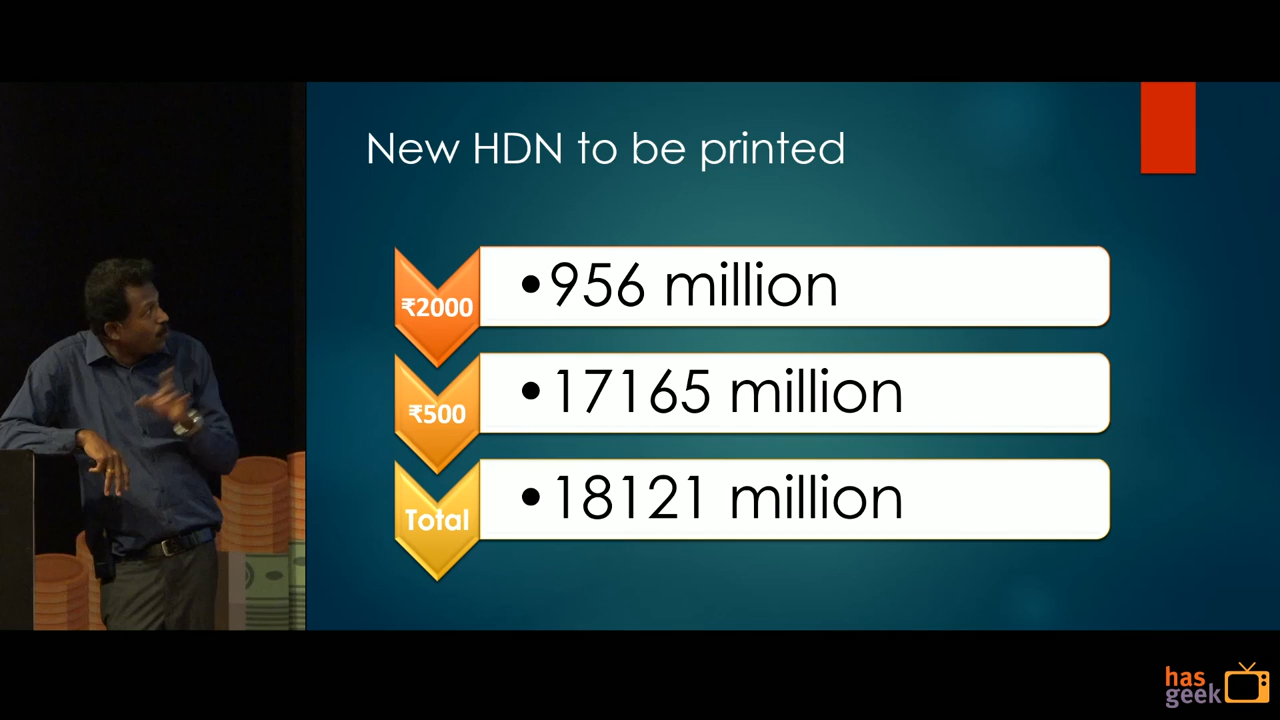 New HDN to be printed
₹2000
•956 million
₹500
•17165 million
Total
•18121 million
has
geek